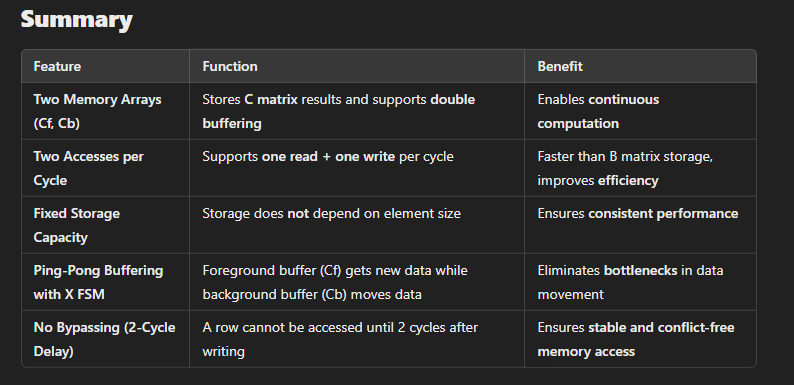 Summary
Feature Function Benefit
Two Memory Arrays Stores C matrix results and supports double Enables continuous
(Cf, Cb) buffering computation
Two Accesses per Supports one read + one write per cycle Faster than B matrix storage,
Cycle improves efficiency
Fixed Storage Storage does not depend on element size Ensures consistent performance
Capacity
Ping-Pong Buffering Foreground buffer (Cf) gets new data while Eliminates bottlenecks in data
with X FSM background buffer (Cb) moves data movement
No Bypassing (2-Cycle A row cannot be accessed until 2 cycles after Ensures stable and conflict-free
Delay) writing memory access